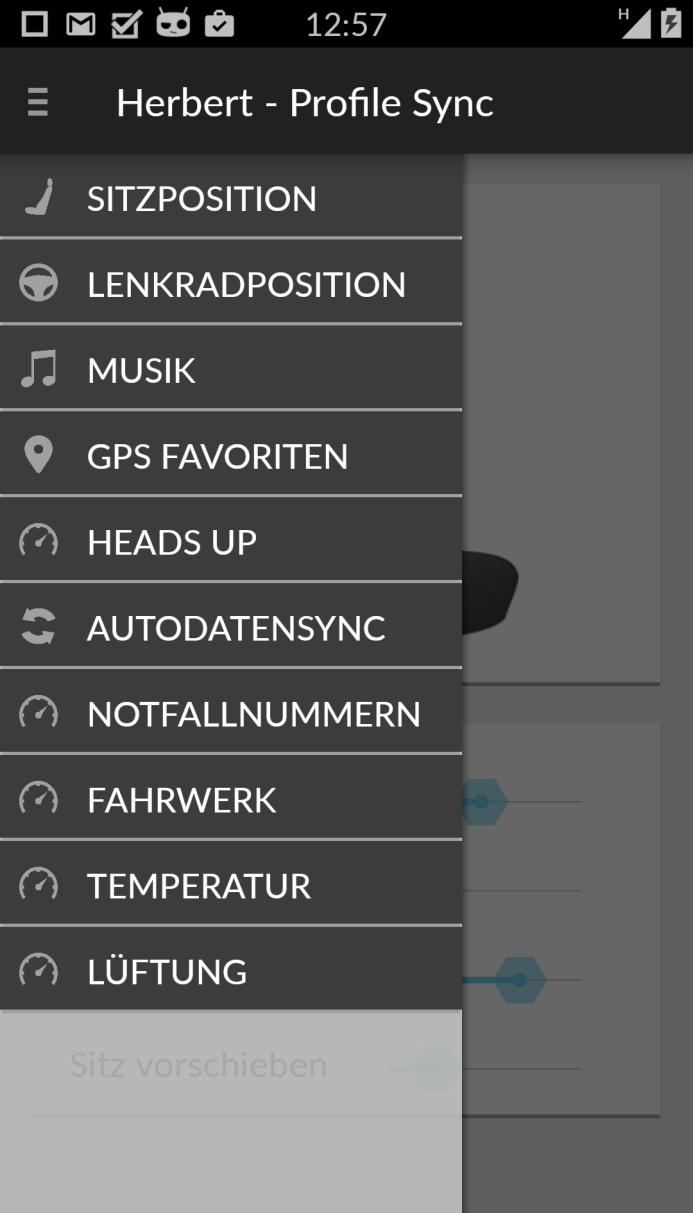 12:57
H
Herbert - Profile Sync
SITZPOSITION
LENKRADPOSITION
MUSIK
GPS FAVORITEN
HEADS UP
AUTODATENSYNC
NOTFALLNUMMERN
FAHRWERK
TEMPERATUR
LÜFTUNG
Sitz vorschieben